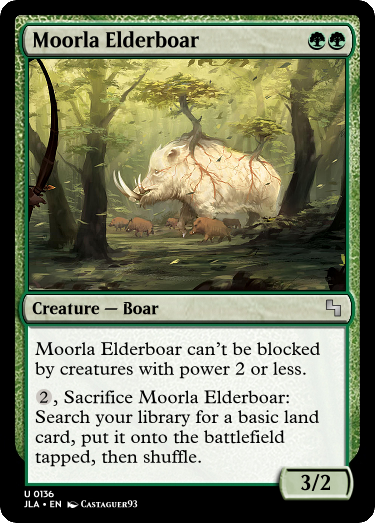 Moorla Elderboar
Creature — Boar
Moorla Elderboar can't be blocked
by creatures with power 2 or less.
2, Sacrifice Moorla Elderboar:
Search your library for a basic land
card, put it onto the battlefield
tapped, then shuffle.
3/2
U 0136
JLA • EN Castaguer93